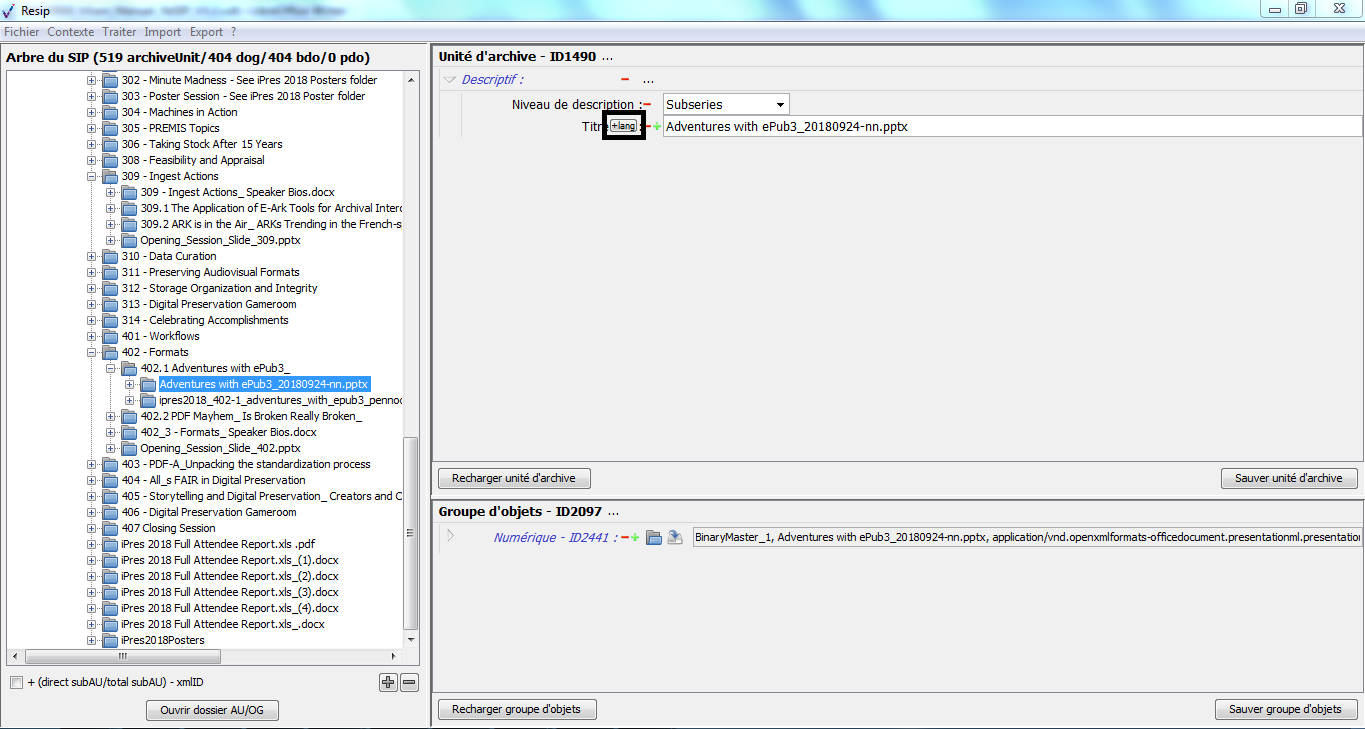 Resip
Fichier Contexte Traiter Import Export ?
Arbre du SIP (519 archiveUnit/404 dog/404 bdo/0 pdo)
302 - Minute Madness - See iPres 2018 Posters folder
303 - Poster Session - See iPres 2018 Poster folder
304 - Machines in Action
305 - PREMIS Topics
306 - Taking Stock After 15 Years
308 - Feasibility and Appraisal
309 - Ingest Actions
309 - Ingest Actions_ Speaker Bios.docx
309.1 The Application of E-Ark Tools for Archival Interc
309.2 ARK is in the Air_ ARKs Trending in the French-s
Opening_Session_Slide_309.pptx
310 - Data Curation
311 - Preserving Audiovisual Formats
312 - Storage Organization and Integrity
313 - Digital Preservation Gameroom
314 - Celebrating Accomplishments
401 - Workflows
402 - Formats
402.1 Adventures with ePub3_
Adventures with ePub3_20180924-nn.pptx
ipres2018_402-1_adventures_with_epub3_pennoc
402.2 PDF Mayhem_ Is Broken Really Broken_
402_3 - Formats_ Speaker Bios.docx
Opening_Session_Slide_402.pptx
403 - PDF-A_Unpacking the standardization process
404 - All_s FAIR in Digital Preservation
405 - Storytelling and Digital Preservation_ Creators and C
406 - Digital Preservation Gameroom
407 Closing Session
iPres 2018 Full Attendee Report.xls .pdf
iPres 2018 Full Attendee Report.xls_(1).docx
iPres 2018 Full Attendee Report.xls_(2).docx
iPres 2018 Full Attendee Report.xls_(3).docx
iPres 2018 Full Attendee Report.xls_(4).docx
iPres 2018 Full Attendee Report.xls_.docx
iPres2018Posters
+ (direct subAU/total subAU) - xmlID
Ouvrir dossier AU/OG
Unité d'archive - ID1490 ...
Descriptif : ...
Niveau de description : Subseries
Titre +lang : Adventures with ePub3_20180924-nn.pptx
Recharger unité d'archive
Sauver unité d'archive
Groupe d'objets - ID2097 ...
Numérique - ID2441 : BinaryMaster_1, Adventures with ePub3_20180924-nn.pptx, application/vnd.openxmlformats-officedocument.presentationml.presentation
Recharger groupe d'objets
Sauver groupe d'objets